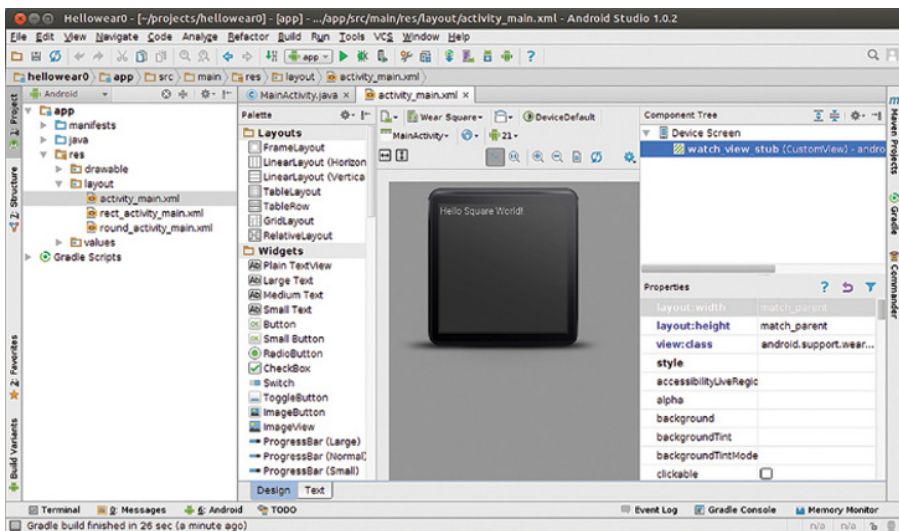 Hellowear0 - [~/projects/hellowear0] - [app] - .../app/src/main/res/layout/activity_main.xml - Android Studio 1.0.2
File Edit View Navigate Code Analyze Refactor Build Run Tools VCS Window Help
app
hellowear0 app src main res layout activity_main.xml
Android
MainActivity.java × activity_main.xml ×
1: Project
Z: Structure
2: Favorites
Build Variants
app
manifests
java
res
drawable
layout
activity_main.xml
rect_activity_main.xml
round_activity_main.xml
values
Gradle Scripts
Palette
Layouts
FrameLayout
LinearLayout (Horizon
LinearLayout (Vertica
TableLayout
TableRow
GridLayout
RelativeLayout
Widgets
Plain TextView
Large Text
Medium Text
Small Text
Button
Small Button
RadioButton
CheckBox
Switch
ToggleButton
ImageButton
ImageView
ProgressBar (Large)
ProgressBar (Normal)
ProgressBar (Small)
Design Text
Wear Square DeviceDefault
MainActivity 21
Hello Square World!
Component Tree
Device Screen
watch_view_stub (CustomView) - andro
Properties
layout:width match_parent
layout:height match_parent
view:class android.support.wear...
style
accessibilityLiveRegic
alpha
background
backgroundTint
backgroundTintMode
clickable
Maven Projects
Gradle
Commander
Terminal 0: Messages 6: Android TODO Event Log Gradle Console Memory Monitor
Gradle build finished in 26 sec (a minute ago) n/a n/a